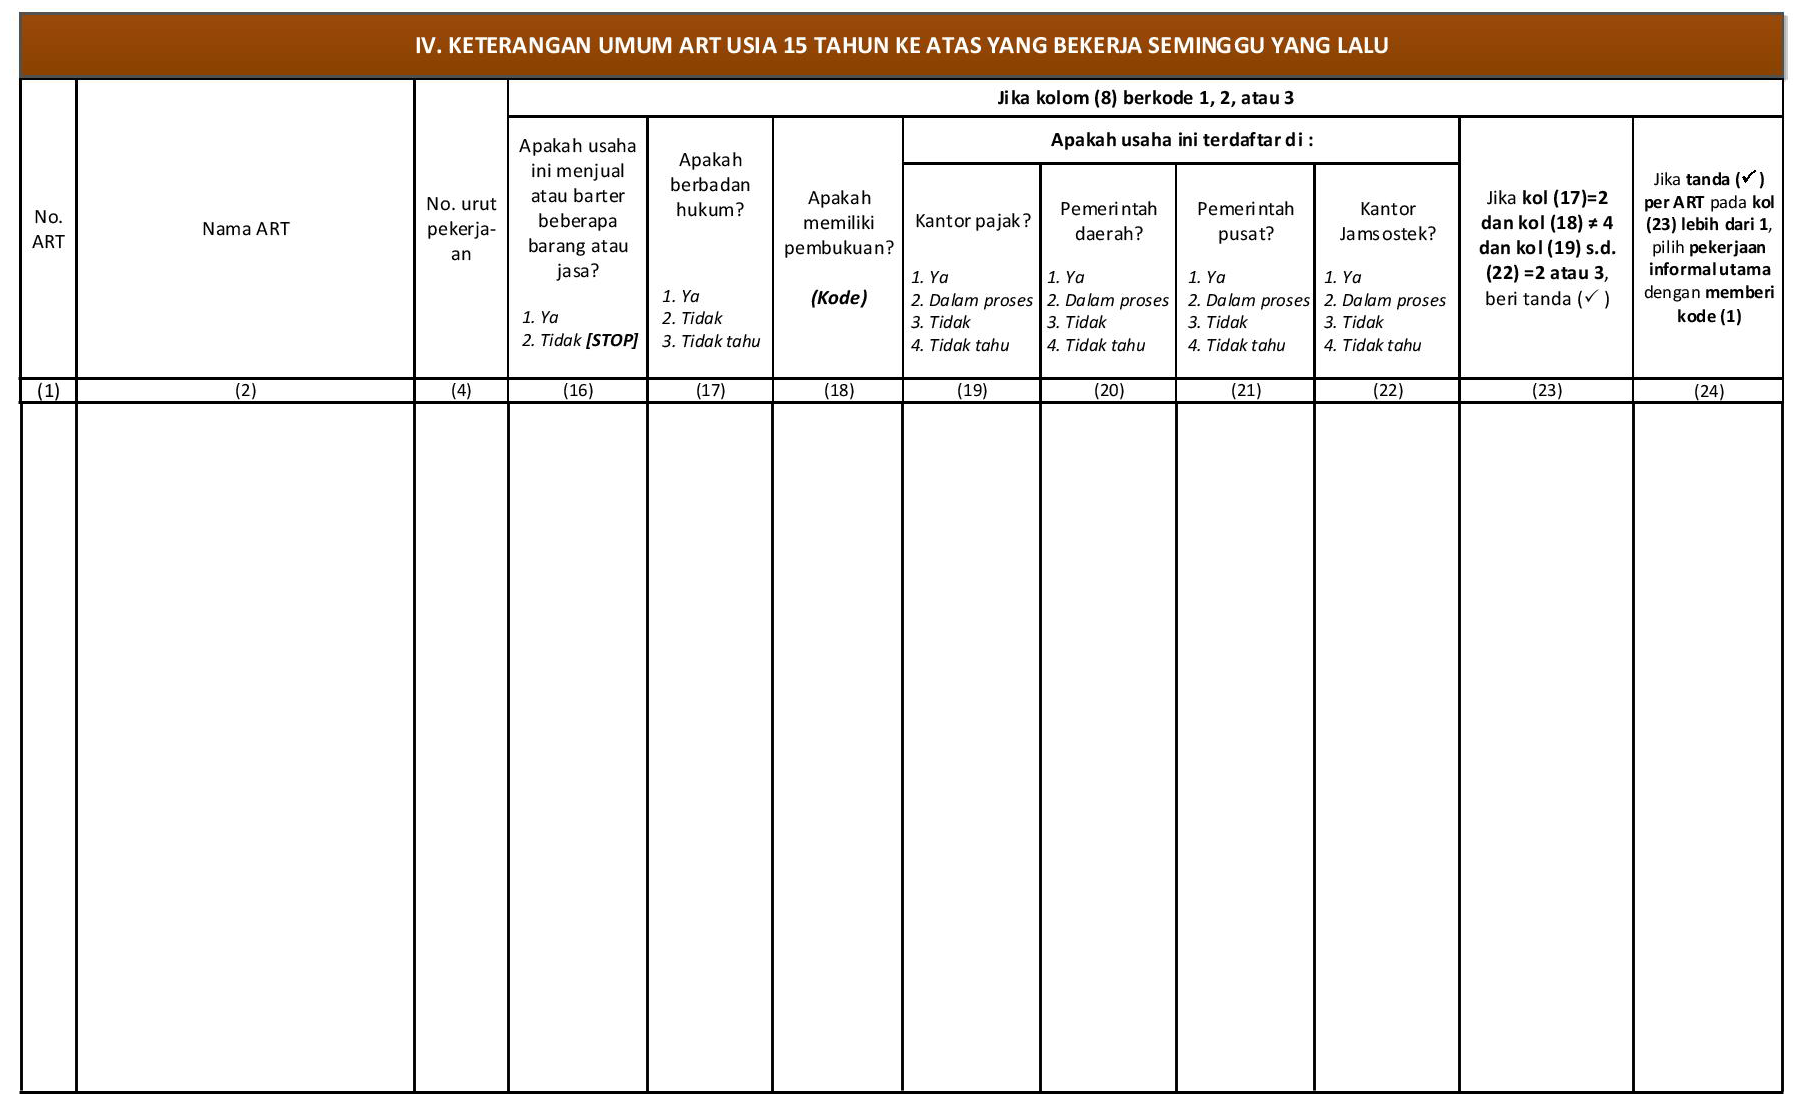 IV. KETERANGAN UMUM ART USIA 15 TAHUN KE ATAS YANG BEKERJA SEMINGGU YANG LALU
Jika kolom (8) berkode 1, 2, atau 3
No.
ART
Nama ART
No. urut
pekerja-
an
Apakah usaha
ini menjual
atau barter
beberapa
barang atau
jasa?
1. Ya
2. Tidak [STOP]
Apakah
berbadan
hukum?
1. Ya
2. Tidak
3. Tidak tahu
Apakah
memiliki
pembukuan?
(Kode)
Apakah usaha ini terdaftar di :
Kantor pajak?
1. Ya
2. Dalam proses
3. Tidak
4. Tidak tahu
Pemerintah
daerah?
1. Ya
2. Dalam proses
3. Tidak
4. Tidak tahu
Pemerintah
pusat?
1. Ya
2. Dalam proses
3. Tidak
4. Tidak tahu
Kantor
Jamsostek?
1. Ya
2. Dalam proses
3. Tidak
4. Tidak tahu
Jika kol (17)=2
dan kol (18) ≠ 4
dan kol (19) s.d.
(22) =2 atau 3,
beri tanda (✓ )
Jika tanda (✓)
per ART pada kol
(23) lebih dari 1,
pilih pekerjaan
informal utama
dengan memberi
kode (1)
(1) (2) (4) (16) (17) (18) (19) (20) (21) (22) (23) (24)